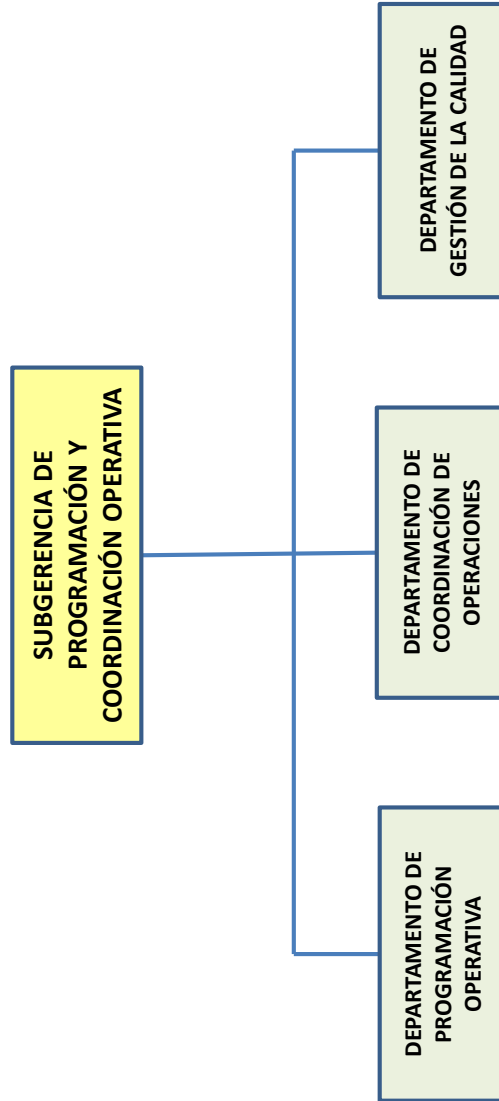 SUBGERENCIA DE
PROGRAMACIÓN Y
COORDINACIÓN OPERATIVA
DEPARTAMENTO DE
PROGRAMACIÓN
OPERATIVA
DEPARTAMENTO DE
COORDINACIÓN DE
OPERACIONES
DEPARTAMENTO DE
GESTIÓN DE LA CALIDAD